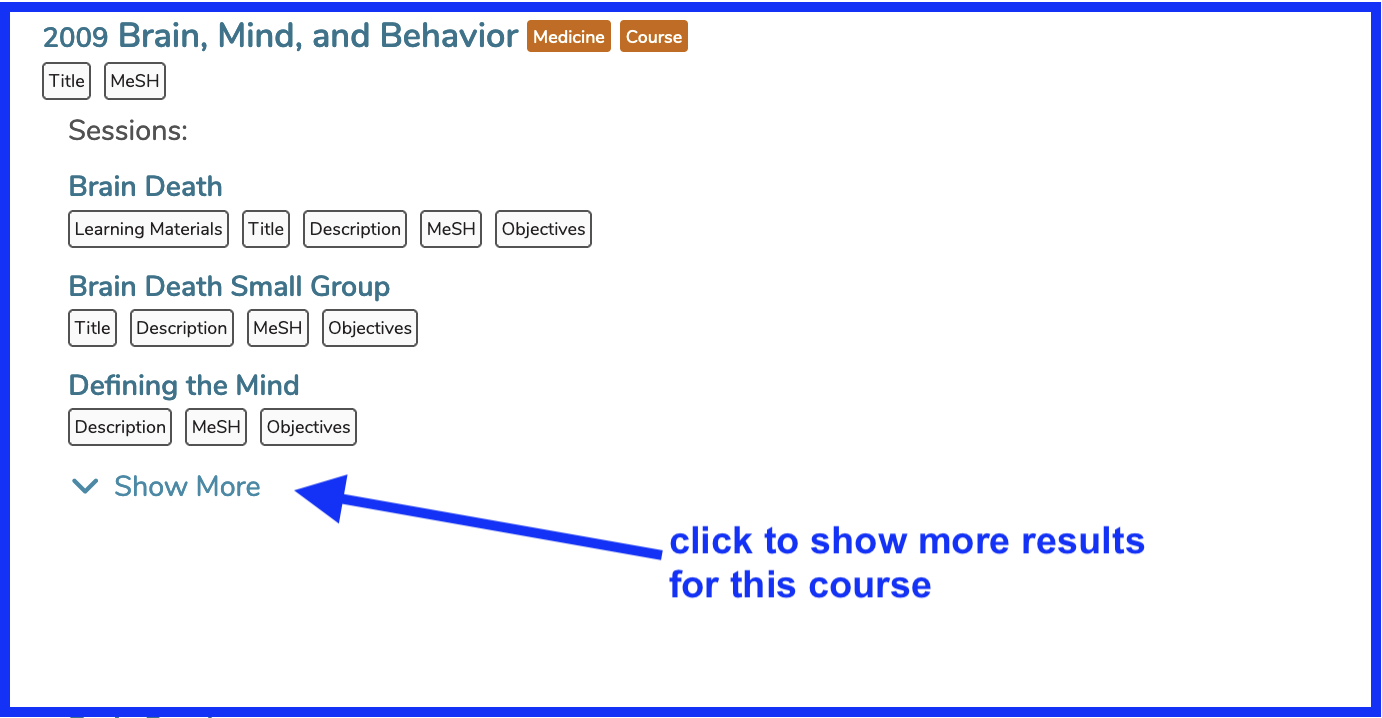 2009 Brain, Mind, and Behavior Medicine Course
Title MeSH
Sessions:
Brain Death
Learning Materials Title Description MeSH Objectives
Brain Death Small Group
Title Description MeSH Objectives
Defining the Mind
Description MeSH Objectives
Show More
click to show more results
for this course